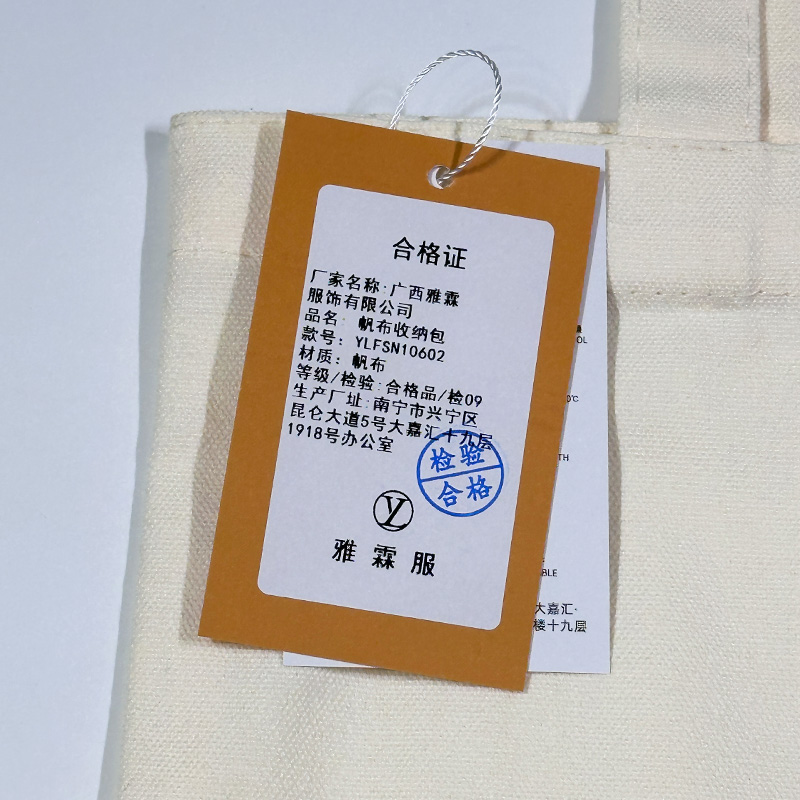 合格证
厂家名称:广西雅霖
服饰有限公司
品名: 帆布收纳包
款号: YLFSN10602
材质: 帆布
等级/检验:合格品/检09
生产厂址:南宁市兴宁区
昆仑大道5号大嘉汇十九层
1918号办公室
检验
合格
雅霖服
OL
0℃
TH
BLE
大嘉汇·
楼十九层